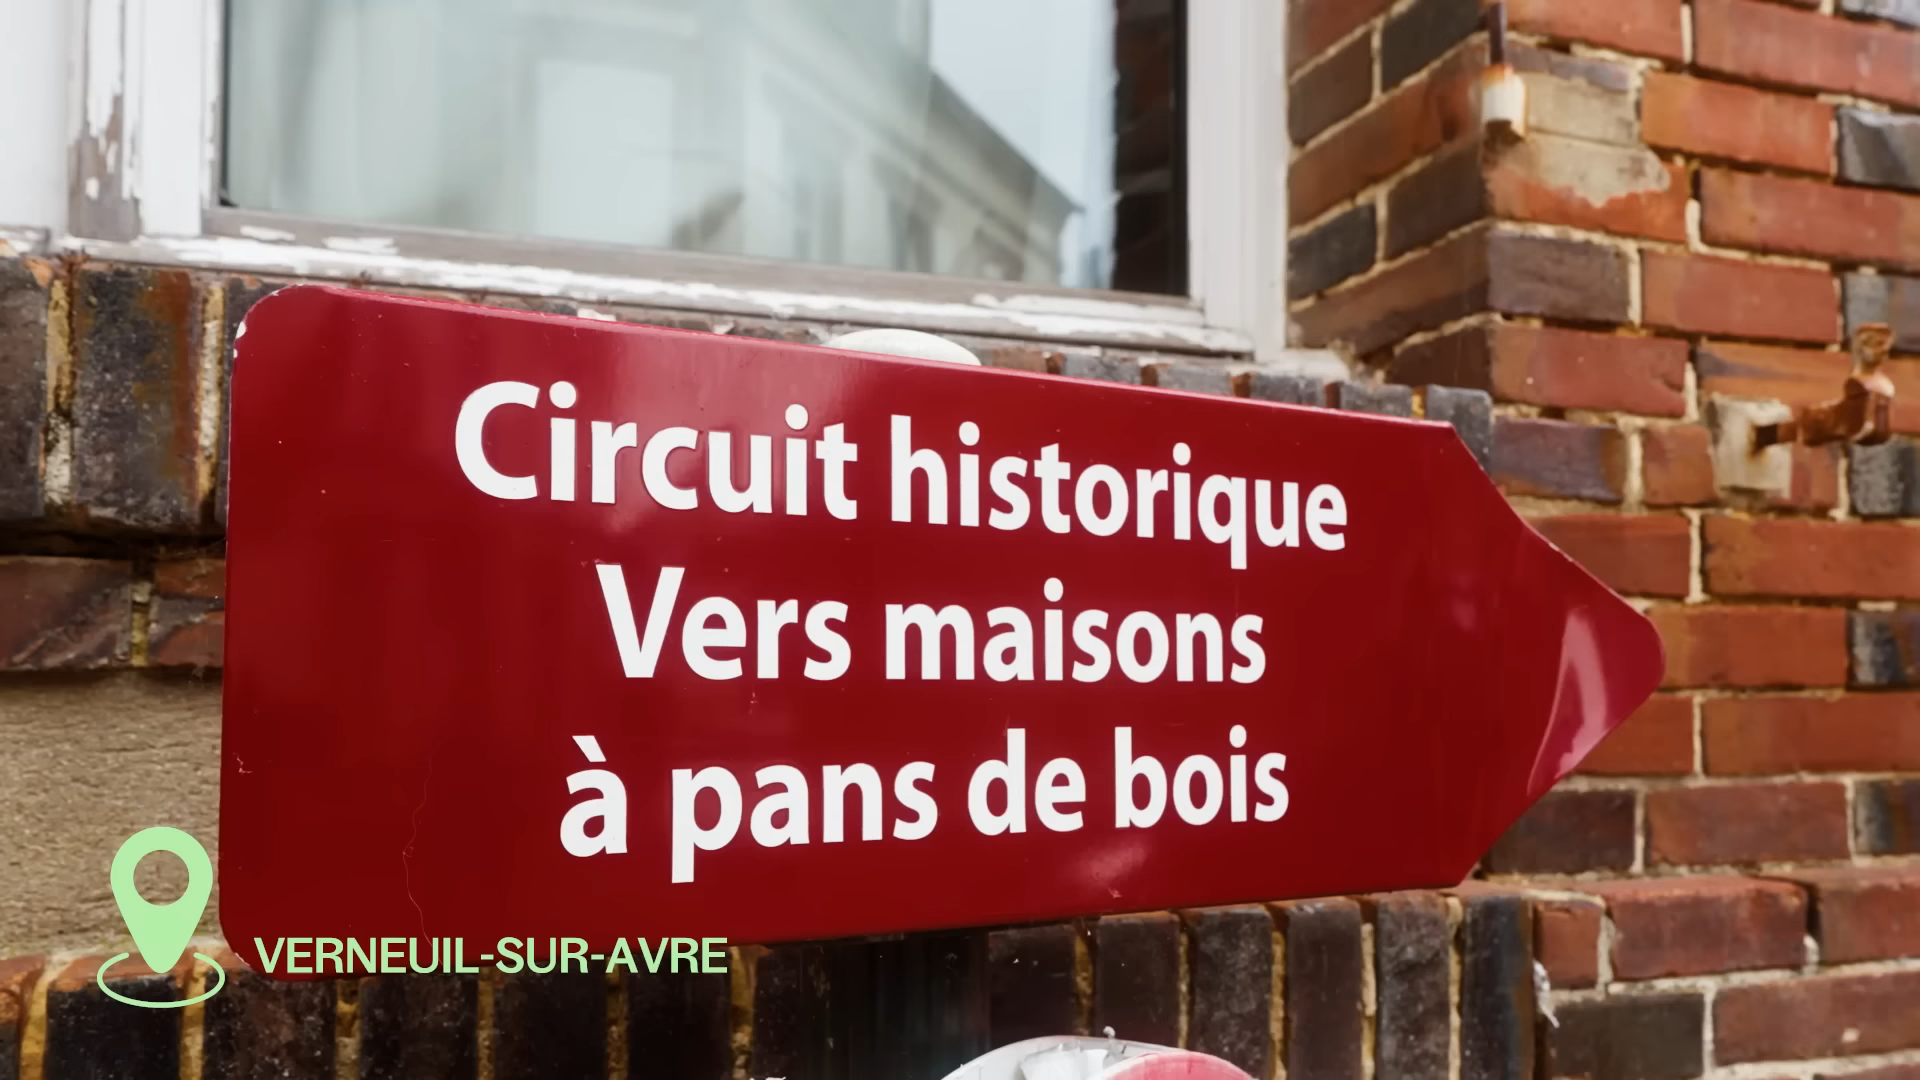 Circuit historique
Vers maisons
à pans de bois
VERNEUIL-SUR-AVRE